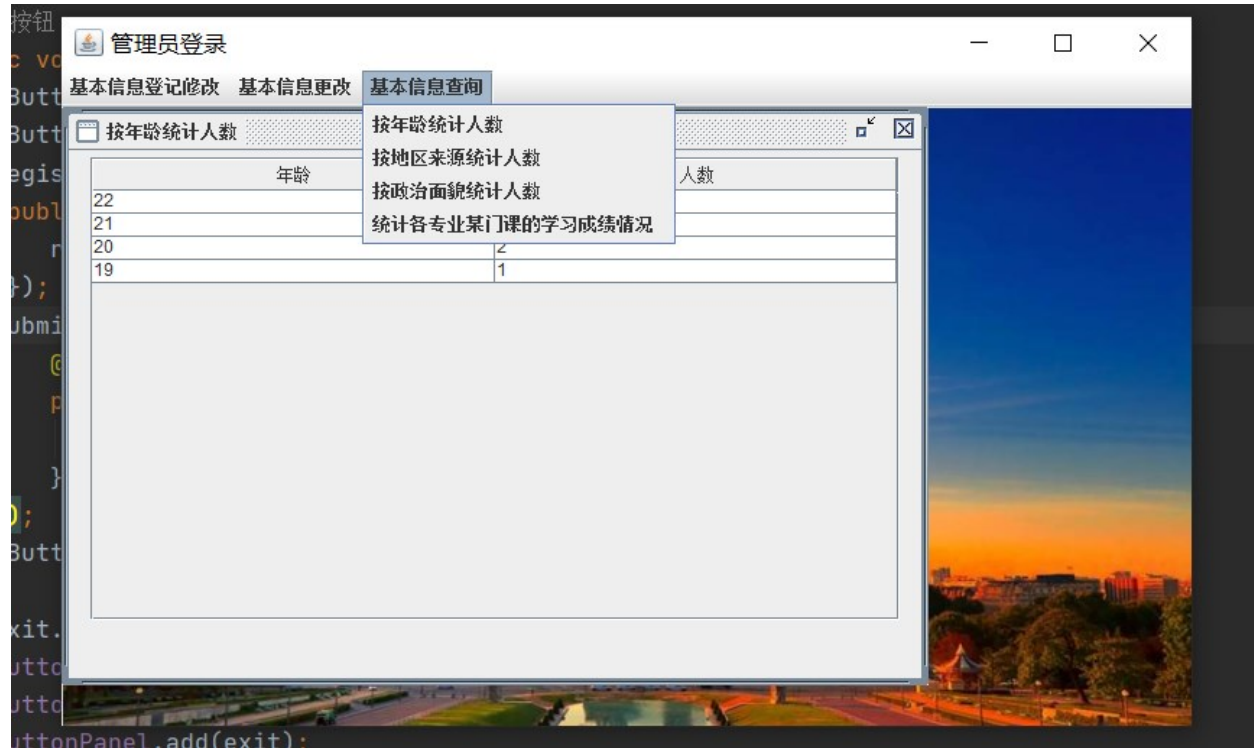 按钮
管理员登录
基本信息登记修改 基本信息更改 基本信息查询
按年龄统计人数
按年龄统计人数
按地区来源统计人数
按政治面貌统计人数
统计各专业某门课的学习成绩情况
年龄 人数
22
21
20 2
19 1
Butt
Butt
egis
publ
});
ubmi
@
p
}
);
Butt
xit.
utto
utto
uttonPanel.add(exit);